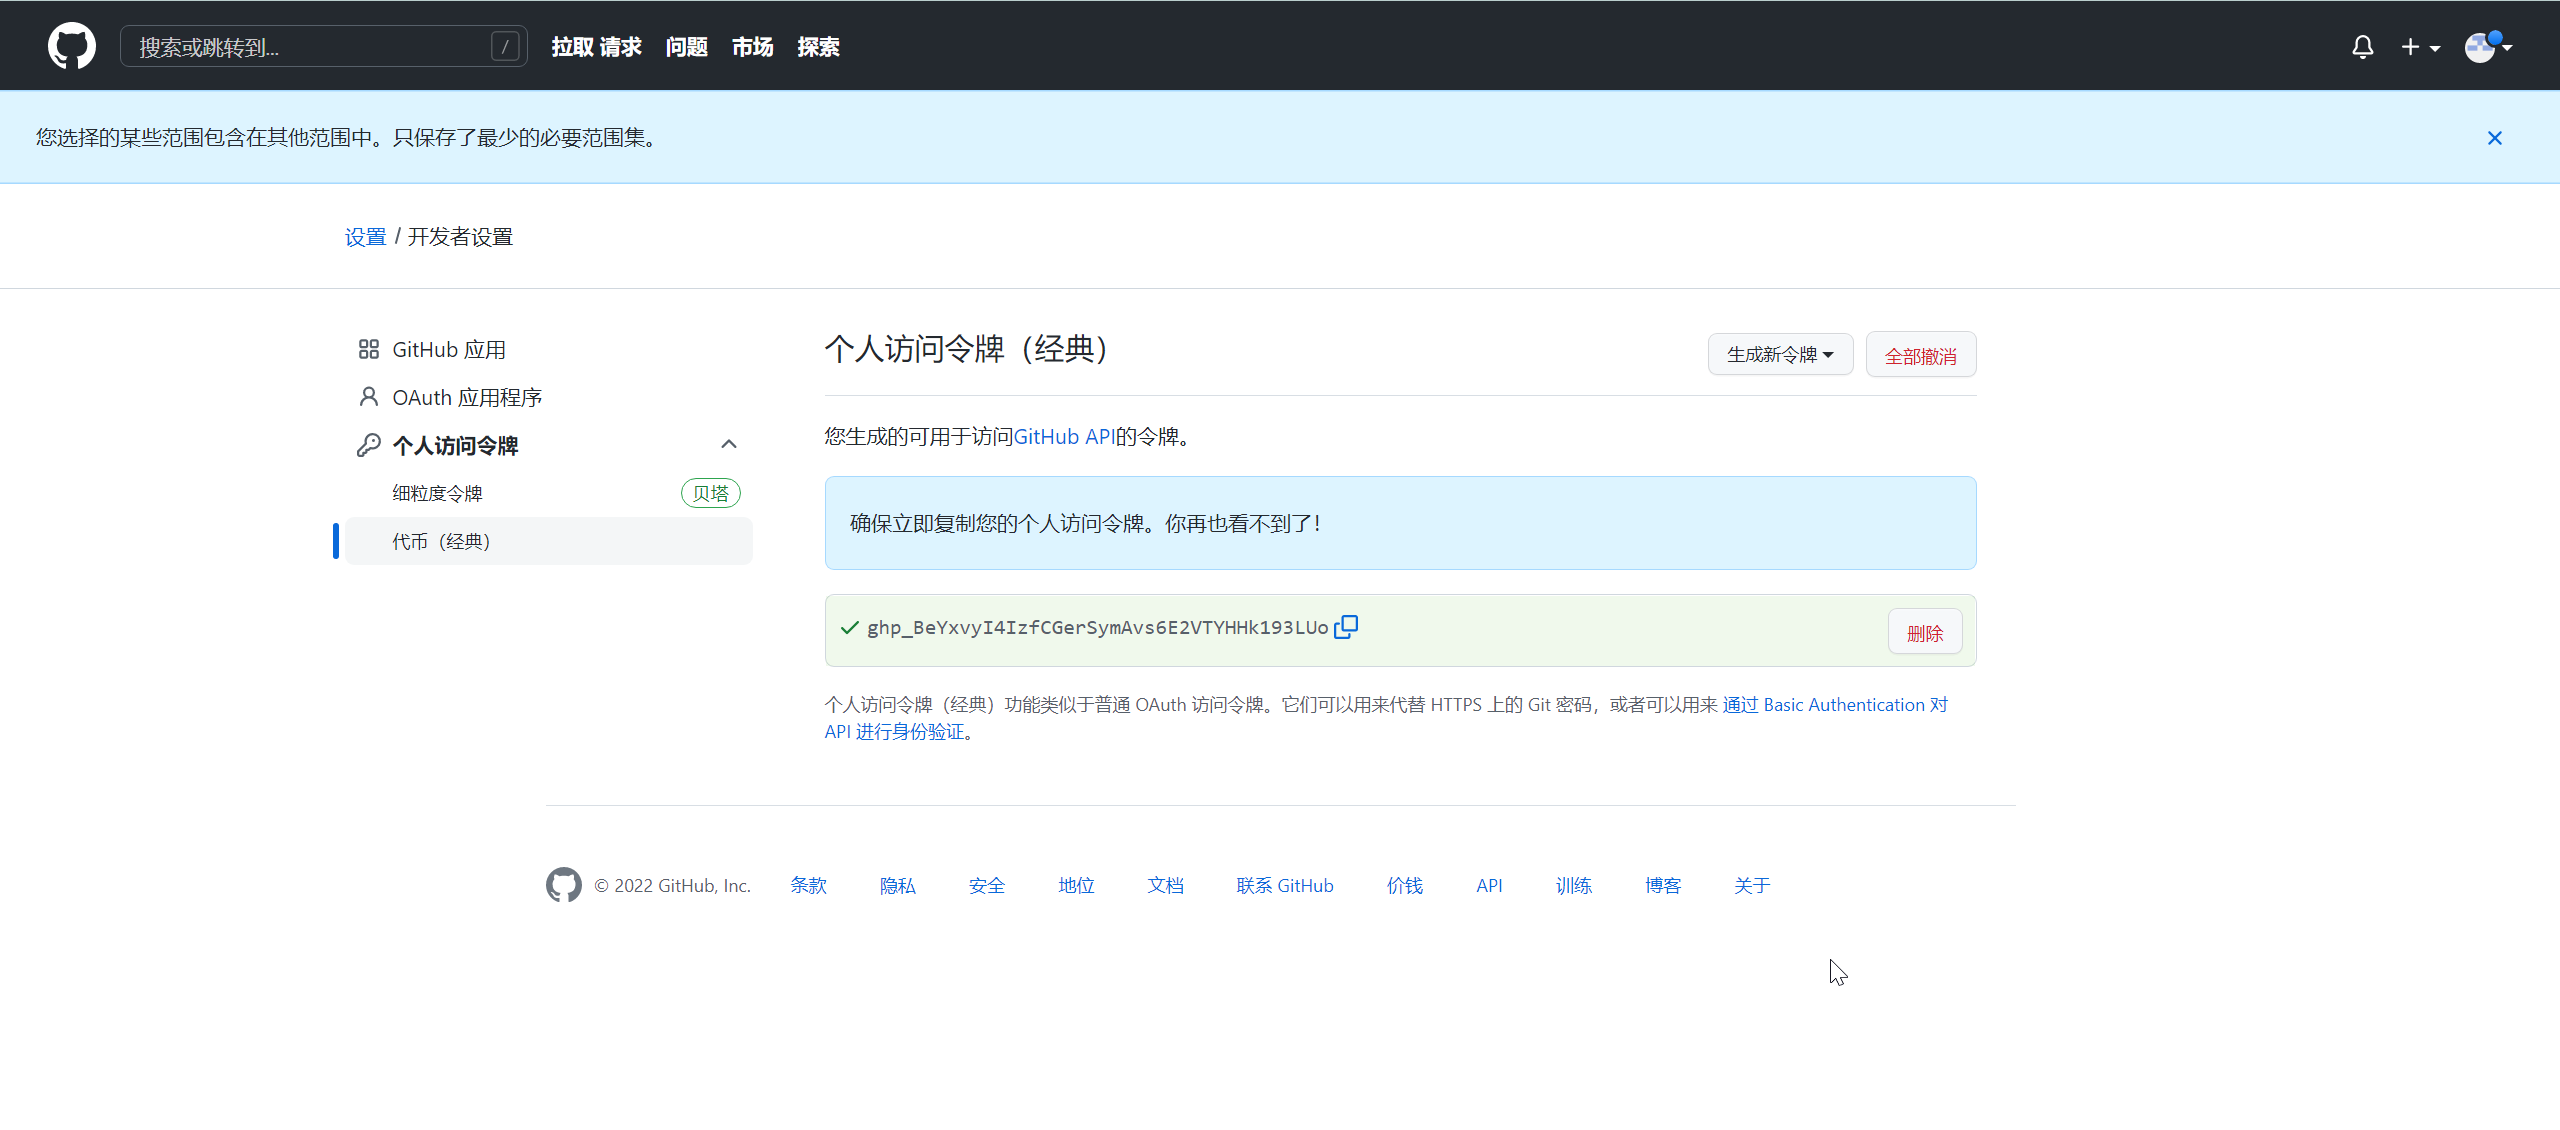 搜索或跳转到...
/
拉取 请求 问题 市场 探索
您选择的某些范围包含在其他范围中。只保存了最少的必要范围集。
设置 / 开发者设置
GitHub 应用
OAuth 应用程序
个人访问令牌
细粒度令牌 贝塔
代币（经典）
个人访问令牌（经典）
生成新令牌
全部撤消
您生成的可用于访问GitHub API的令牌。
确保立即复制您的个人访问令牌。你再也看不到了！
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
删除
个人访问令牌（经典）功能类似于普通 OAuth 访问令牌。它们可以用来代替 HTTPS 上的 Git 密码，或者可以用来 通过 Basic Authentication 对
API 进行身份验证。
© 2022 GitHub, Inc. 条款 隐私 安全 地位 文档 联系 GitHub 价钱 API 训练 博客 关于